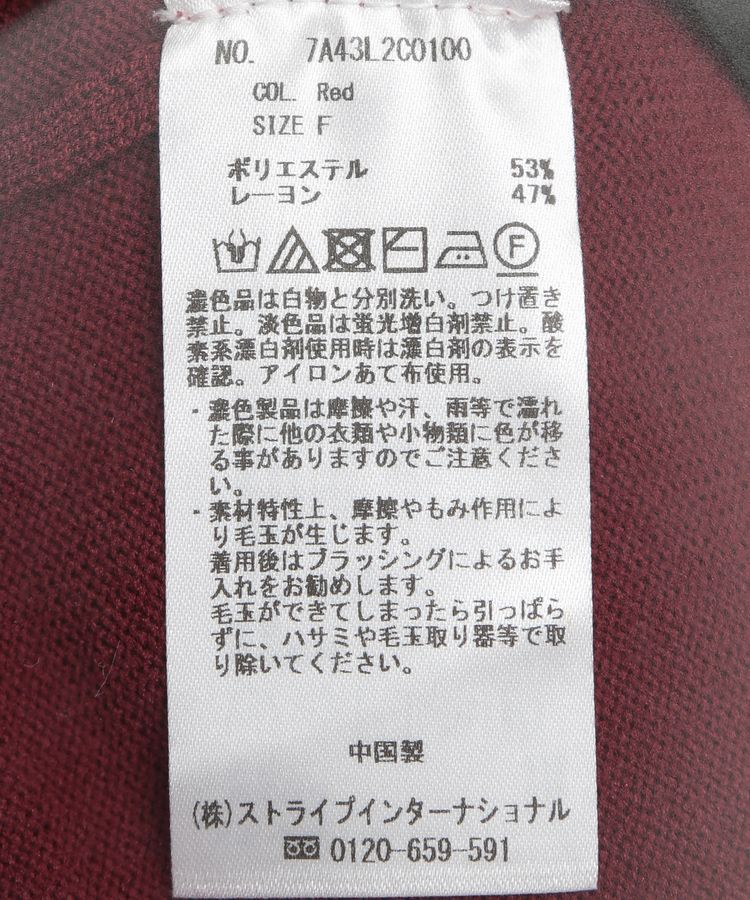 NO. 7A43L2C0100
COL. Red
SIZE F
ポリエステル 53%
レーヨン 47%
F
濃色品は白物と分別洗い。つけ置き
禁止。淡色品は蛍光増白剤禁止。酸
素系漂白剤使用時は漂白剤の表示を
確認。アイロンあて布使用。
・濃色製品は摩擦や汗、雨等で濡れ
た際に他の衣類や小物類に色が移
る事がありますのでご注意くださ
い。
・素材特性上、摩擦やもみ作用によ
り毛玉が生じます。
着用後はブラッシングによるお手
入れをお勧めします。
毛玉ができてしまったら引っぱら
ずに、ハサミや毛玉取り器等で取
り除いてください。
中国製
(株)ストライプインターナショナル
0120-659-591